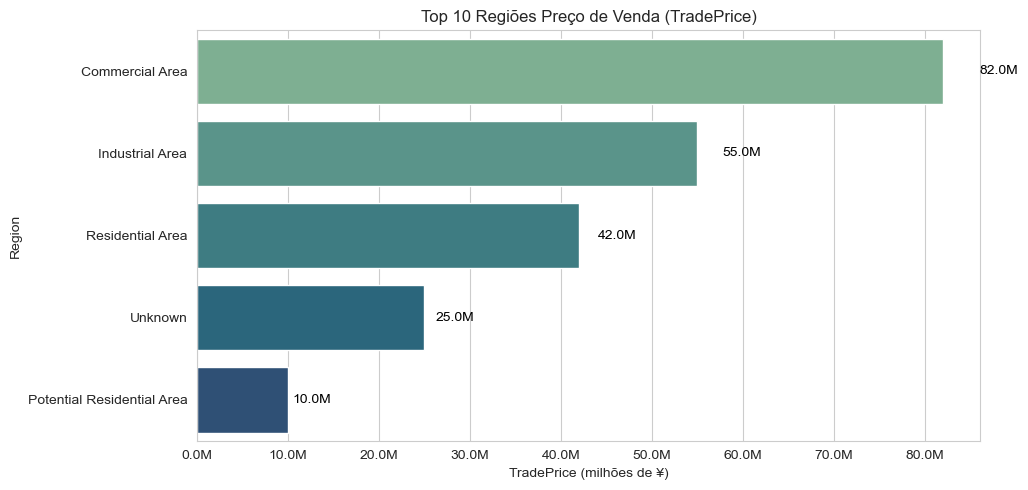 Top 10 Regiões Preço de Venda (TradePrice)
Region
Commercial Area
82.0M
Industrial Area
55.0M
Residential Area
42.0M
Unknown
25.0M
Potential Residential Area
10.0M
0.0M 10.0M 20.0M 30.0M 40.0M 50.0M 60.0M 70.0M 80.0M
TradePrice (milhões de ¥)